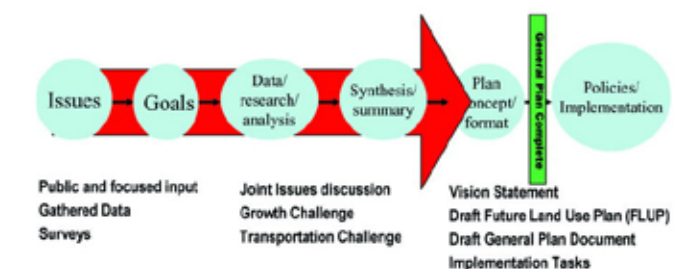 Issues
Goals
Data/
research/
analysis
Synthesis/
summary
Plan
concept/
format
General Plan Complete
Policies/
Implementation
Public and focused input
Gathered Data
Surveys
Joint Issues discussion
Growth Challenge
Transportation Challenge
Vision Statement
Draft Future Land Use Plan (FLUP)
Draft General Plan Document
Implementation Tasks